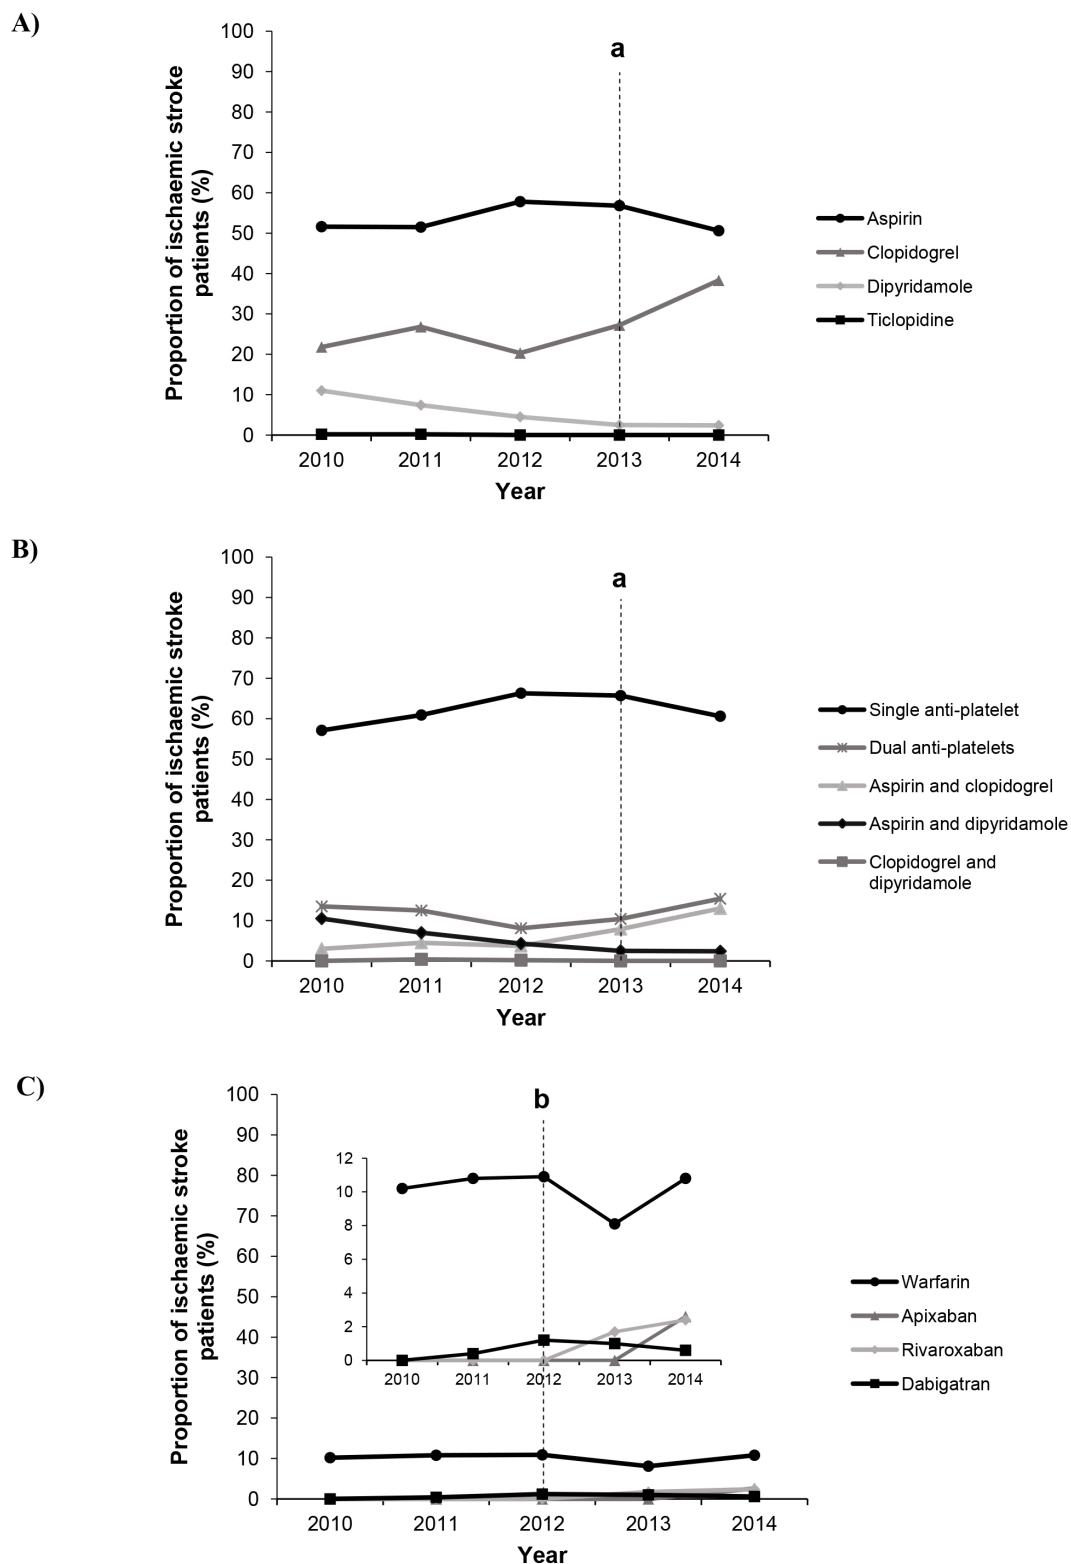 A)
Proportion of ischaemic stroke
patients (%)
100
90
80
70
60
50
40
30
20
10
0
a
2010 2011 2012 2013 2014
Year
Aspirin
Clopidogrel
Dipyridamole
Ticlopidine
B)
Proportion of ischaemic stroke
patients (%)
100
90
80
70
60
50
40
30
20
10
0
a
2010 2011 2012 2013 2014
Year
Single anti-platelet
Dual anti-platelets
Aspirin and clopidogrel
Aspirin and dipyridamole
Clopidogrel and
dipyridamole
C)
Proportion of ischaemic stroke
patients (%)
100
90
80
70
60
50
40
30
20
10
0
b
12
10
8
6
4
2
0
2010 2011 2012 2013 2014
2010 2011 2012 2013 2014
Year
Warfarin
Apixaban
Rivaroxaban
Dabigatran